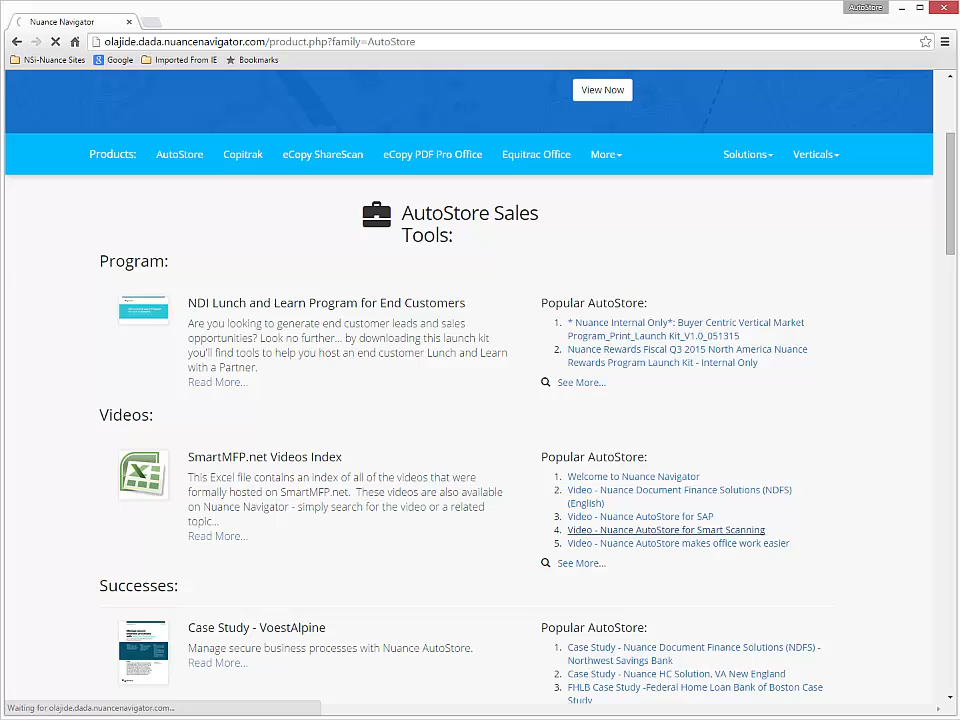 AutoStore
Nuance Navigator
olajide.dada.nuancenavigator.com/product.php?family=AutoStore
NSi-Nuance Sites Google Imported From IE Bookmarks
View Now
Products: AutoStore Copitrak eCopy ShareScan eCopy PDF Pro Office Equitrac Office More Solutions Verticals
AutoStore Sales
Tools:
Program:
NDI Lunch and Learn Program for End Customers
Are you looking to generate end customer leads and sales
opportunities? Look no further... by downloading this launch kit
you'll find tools to help you host an end customer Lunch and Learn
with a Partner.
Read More...
Popular AutoStore:
1. * Nuance Internal Only*: Buyer Centric Vertical Market
Program_Print_Launch Kit_V1.0_051315
2. Nuance Rewards Fiscal Q3 2015 North America Nuance
Rewards Program Launch Kit - Internal Only
See More...
Videos:
SmartMFP.net Videos Index
This Excel file contains an index of all of the videos that were
formally hosted on SmartMFP.net. These videos are also available
on Nuance Navigator - simply search for the video or a related
topic...
Read More...
Popular AutoStore:
1. Welcome to Nuance Navigator
2. Video - Nuance Document Finance Solutions (NDFS)
(English)
3. Video - Nuance AutoStore for SAP
4. Video - Nuance AutoStore for Smart Scanning
5. Video - Nuance AutoStore makes office work easier
See More...
Successes:
Case Study - VoestAlpine
Manage secure business processes with Nuance AutoStore.
Read More...
Popular AutoStore:
1. Case Study - Nuance Document Finance Solutions (NDFS) -
Northwest Savings Bank
2. Case Study - Nuance HC Solution, VA New England
3. FHLB Case Study -Federal Home Loan Bank of Boston Case
Study
Waiting for olajide.dada.nuancenavigator.com...